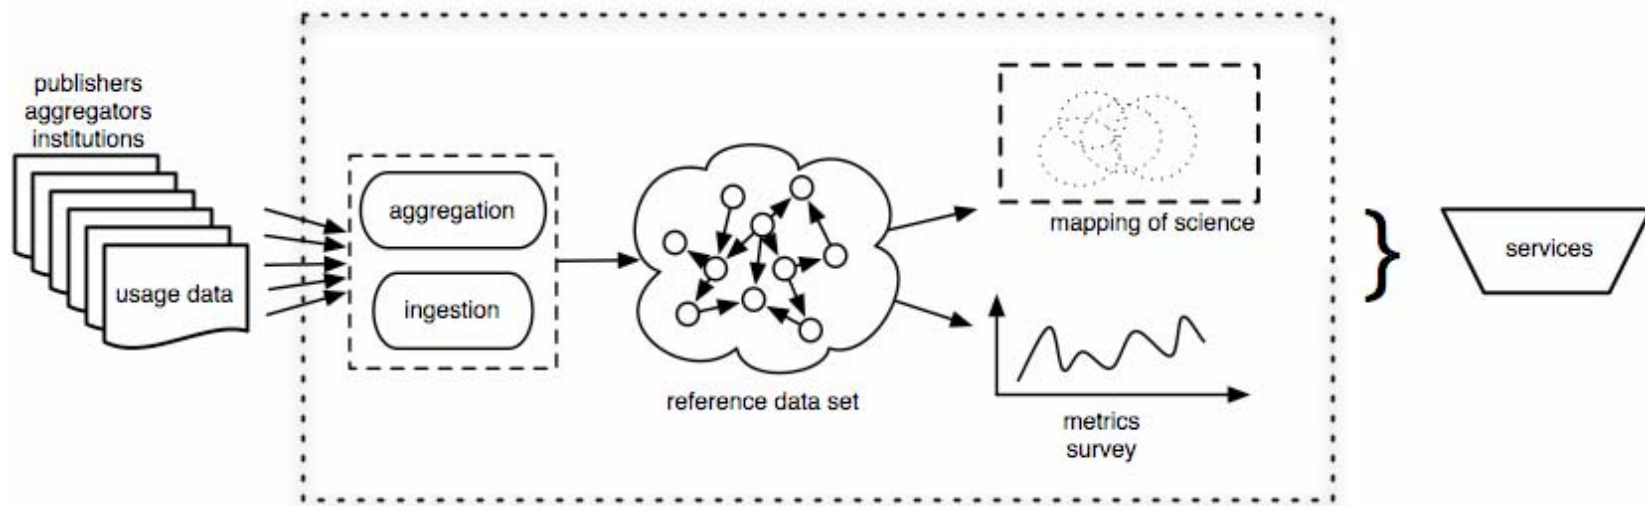 publishers
aggregators
institutions
usage data
aggregation
ingestion
reference data set
mapping of science
metrics
survey
}
services